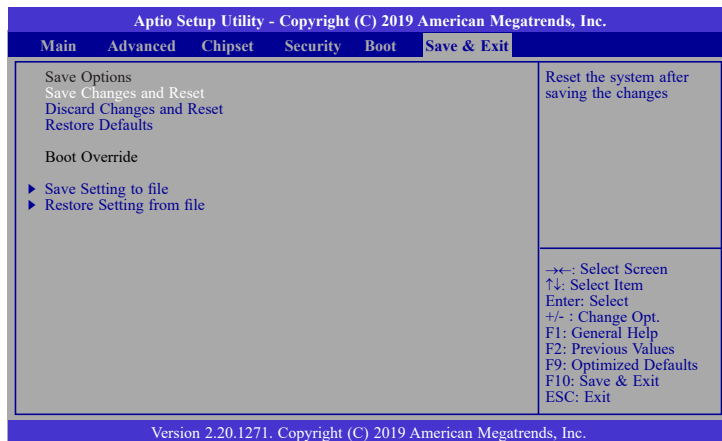 Aptio Setup Utility - Copyright (C) 2019 American Megatrends, Inc.
Main Advanced Chipset Security Boot Save & Exit
Save Options
Save Changes and Reset
Discard Changes and Reset
Restore Defaults
Boot Override
▶ Save Setting to file
▶ Restore Setting from file
Reset the system after
saving the changes
→←: Select Screen
↑↓: Select Item
Enter: Select
+/- : Change Opt.
F1: General Help
F2: Previous Values
F9: Optimized Defaults
F10: Save & Exit
ESC: Exit
Version 2.20.1271. Copyright (C) 2019 American Megatrends, Inc.